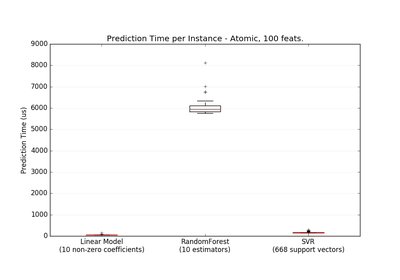 Prediction Time per Instance - Atomic, 100 feats.
9000
8000
7000
6000
5000
4000
3000
2000
1000
0
Prediction Time (us)
Linear Model
(10 non-zero coefficients)
RandomForest
(10 estimators)
SVR
(668 support vectors)